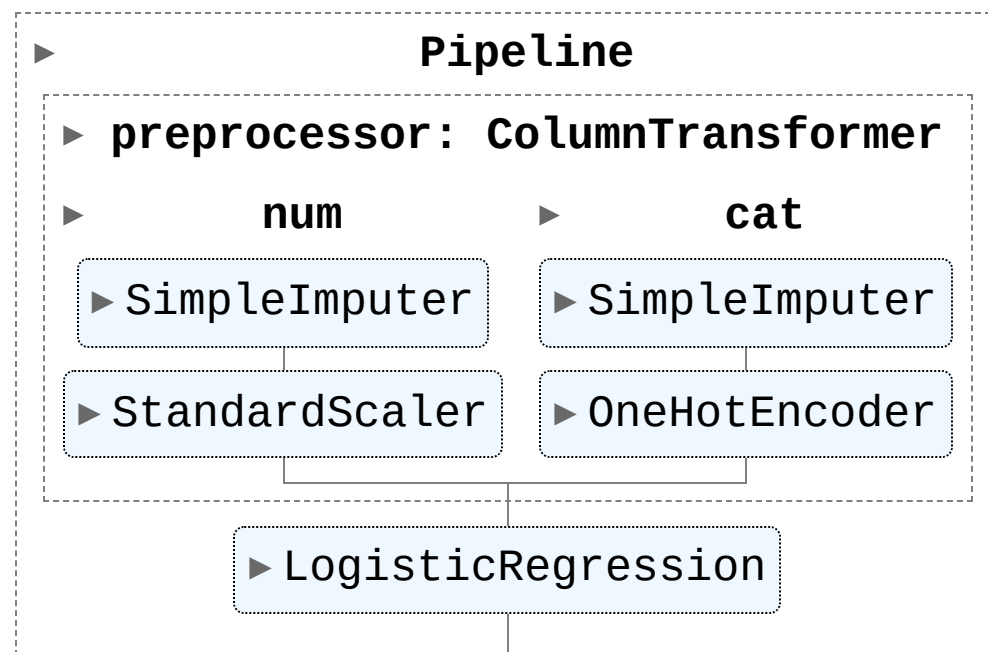 Pipeline
preprocessor: ColumnTransformer
num cat
SimpleImputer SimpleImputer
StandardScaler OneHotEncoder
LogisticRegression